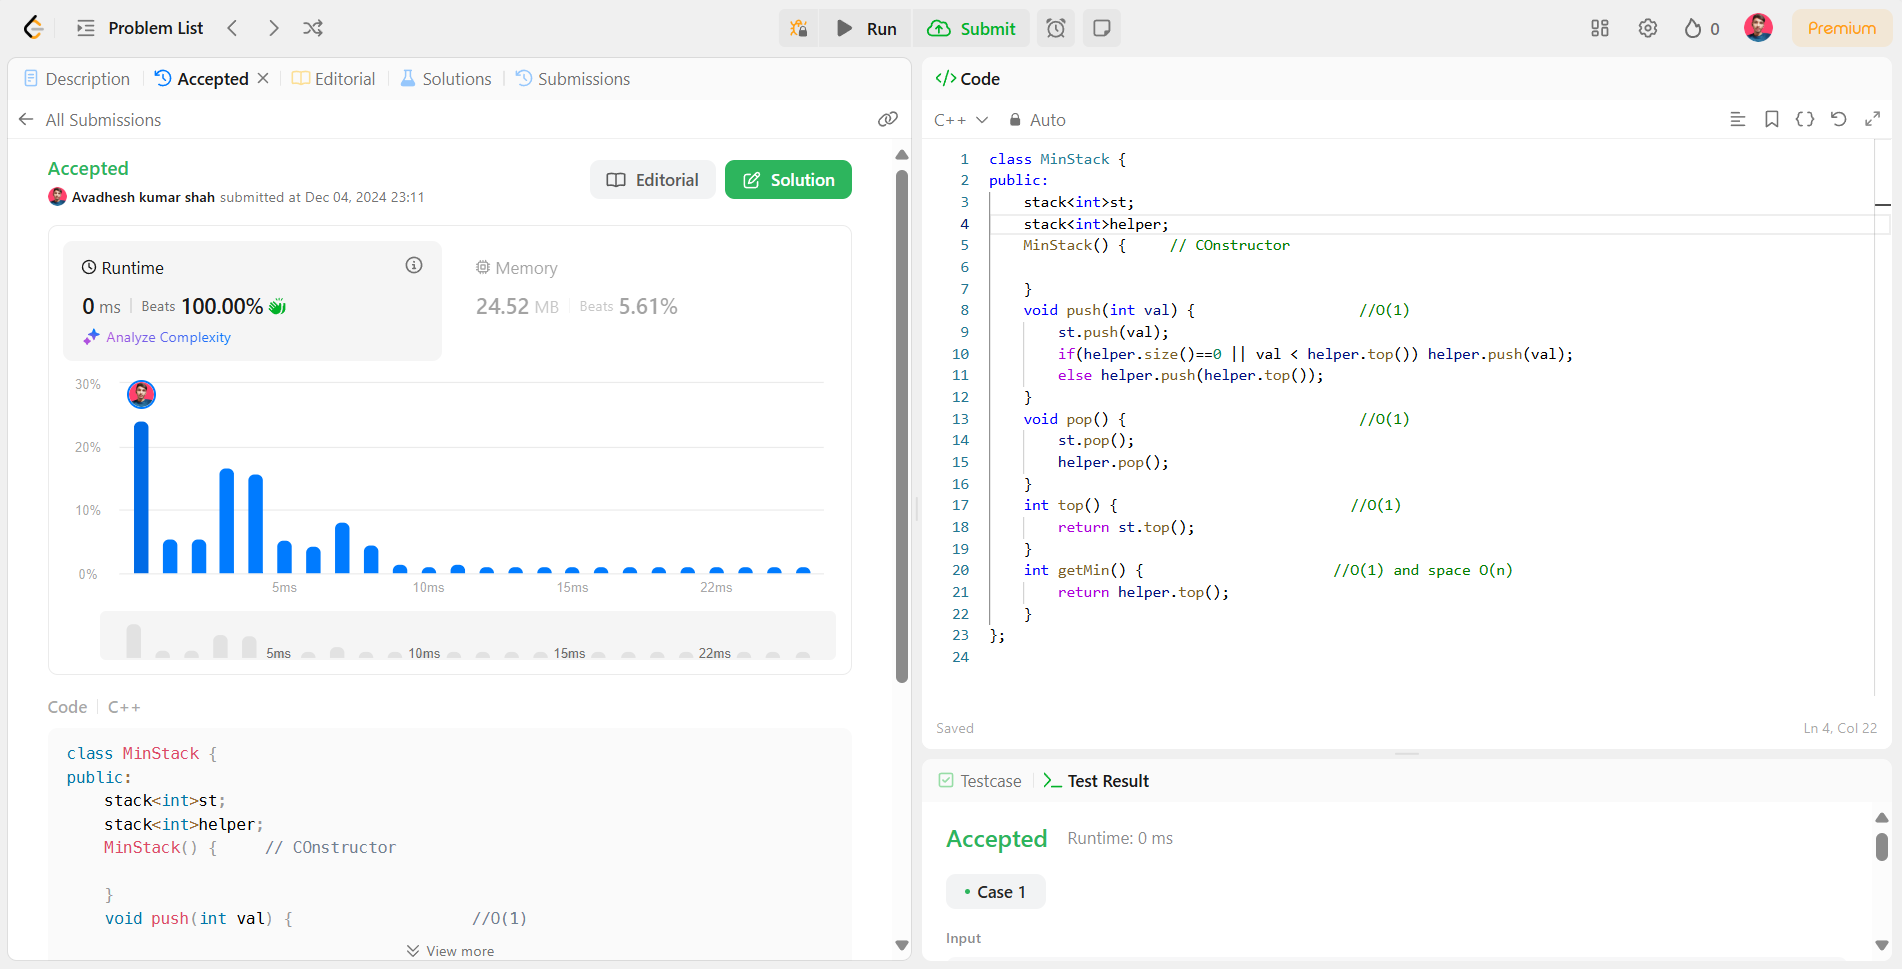 Problem List
Run
Submit
0
Premium
Description
Accepted
Editorial
Solutions
Submissions
All Submissions
Accepted
Avadhesh kumar shah submitted at Dec 04, 2024 23:11
Editorial
Solution
Runtime
0 ms
Beats 100.00%
Analyze Complexity
Memory
24.52 MB
Beats 5.61%
30%
20%
10%
0%
5ms
10ms
15ms
22ms
5ms
10ms
15ms
22ms
Code
C++
class MinStack {
public:
    stack<int>st;
    stack<int>helper;
    MinStack() {     // COnstructor
    }
    void push(int val) {                   //O(1)
View more
</> Code
C++
Auto
1 class MinStack {
2 public:
3     stack<int>st;
4     stack<int>helper;
5     MinStack() {     // COnstructor
6
7     }
8     void push(int val) {                   //O(1)
9         st.push(val);
10         if(helper.size()==0 || val < helper.top()) helper.push(val);
11         else helper.push(helper.top());
12     }
13     void pop() {                           //O(1)
14         st.pop();
15         helper.pop();
16     }
17     int top() {                           //O(1)
18         return st.top();
19     }
20     int getMin() {                      //O(1) and space O(n)
21         return helper.top();
22     }
23 };
24
Saved
Ln 4, Col 22
Testcase
Test Result
Accepted
Runtime: 0 ms
Case 1
Input